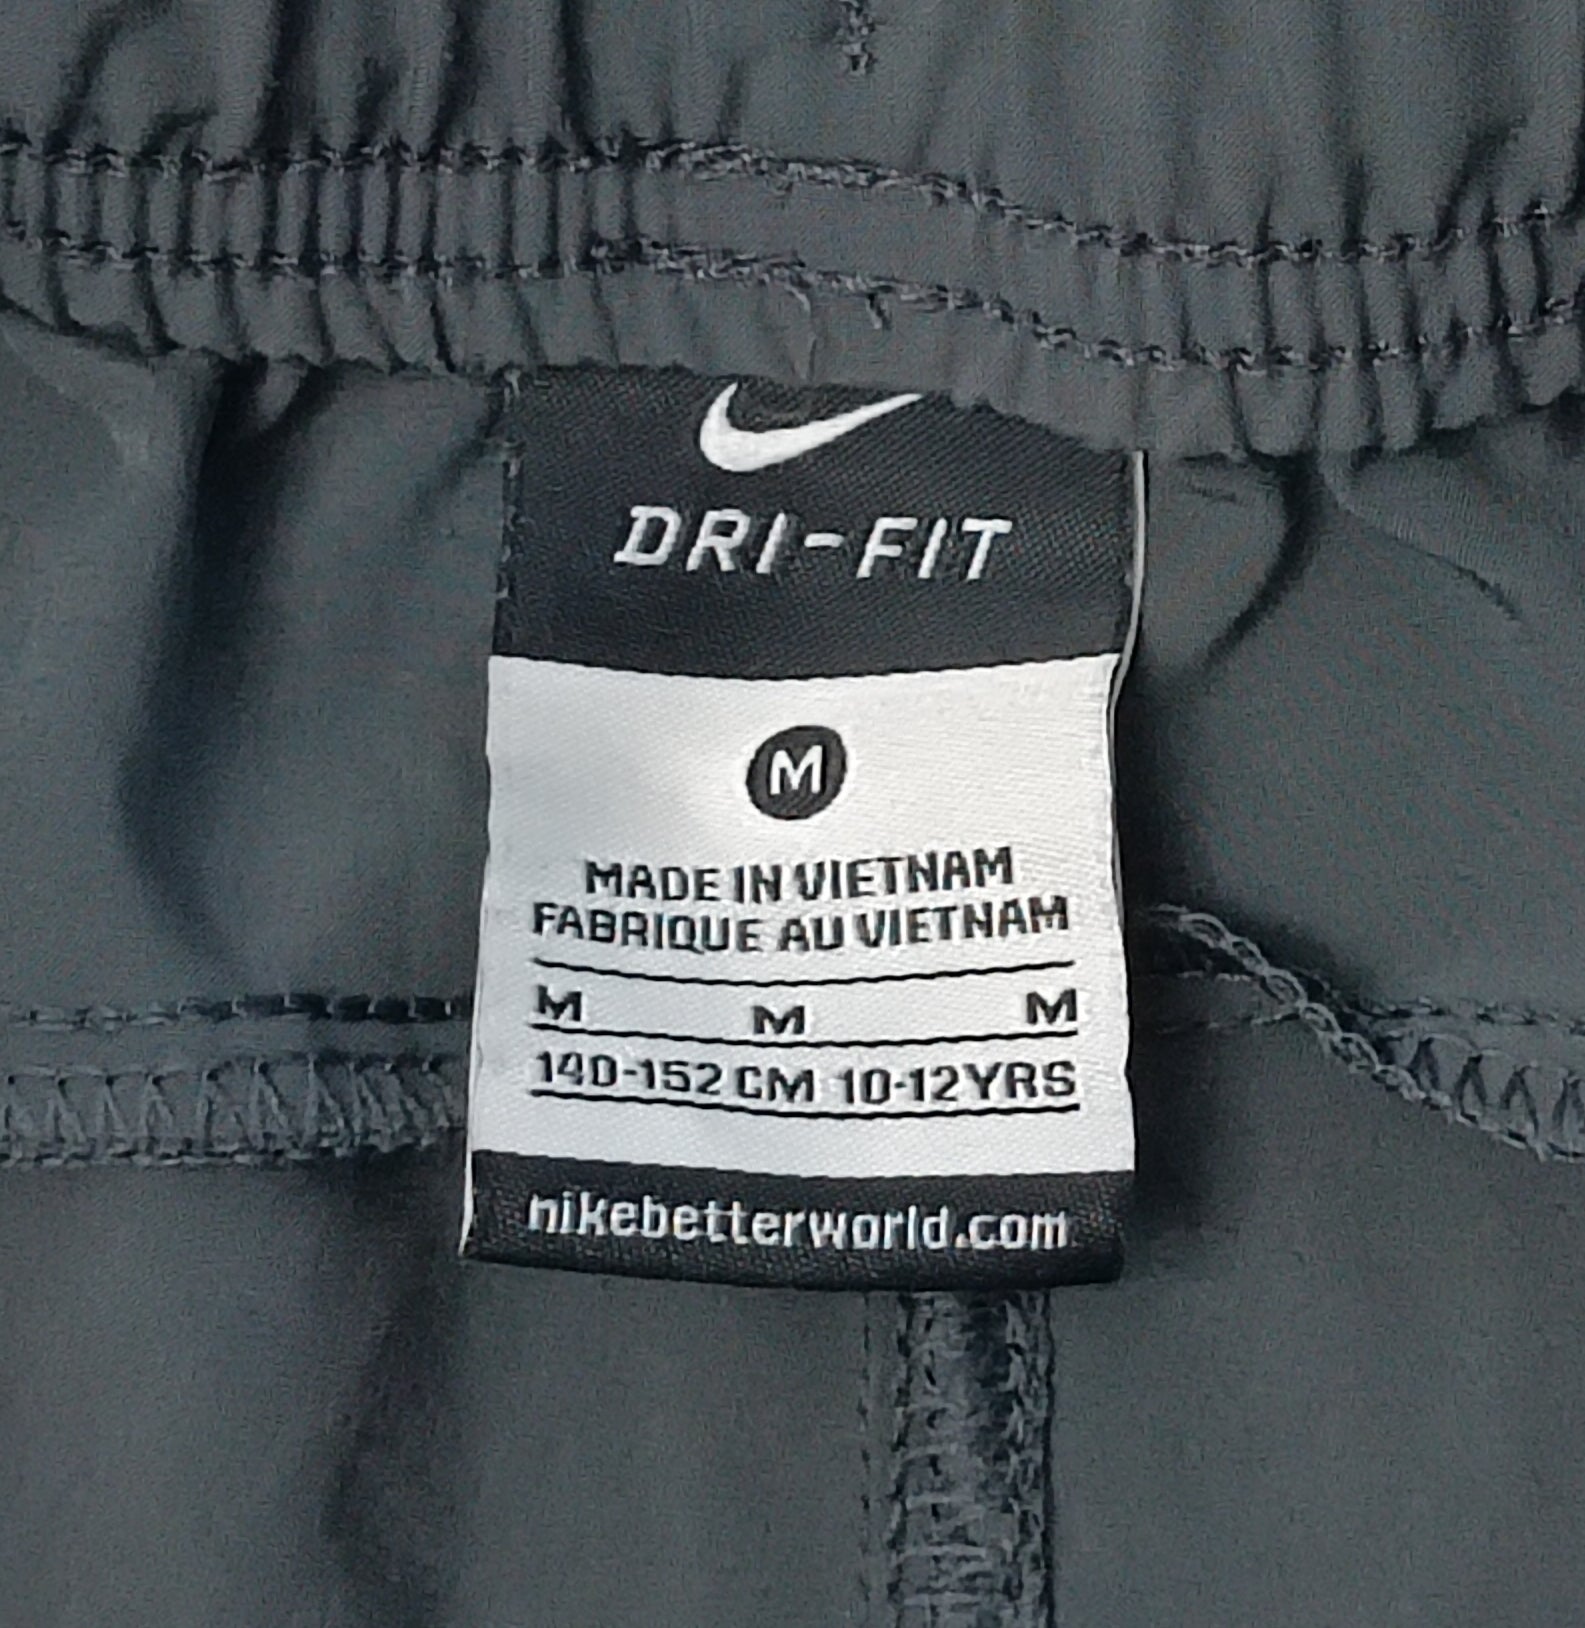 DRI-FIT
M
MADE IN VIETNAM
FABRIQUE AU VIETNAM
M M M
140-152 CM 10-12YRS
nikebetterworld.com